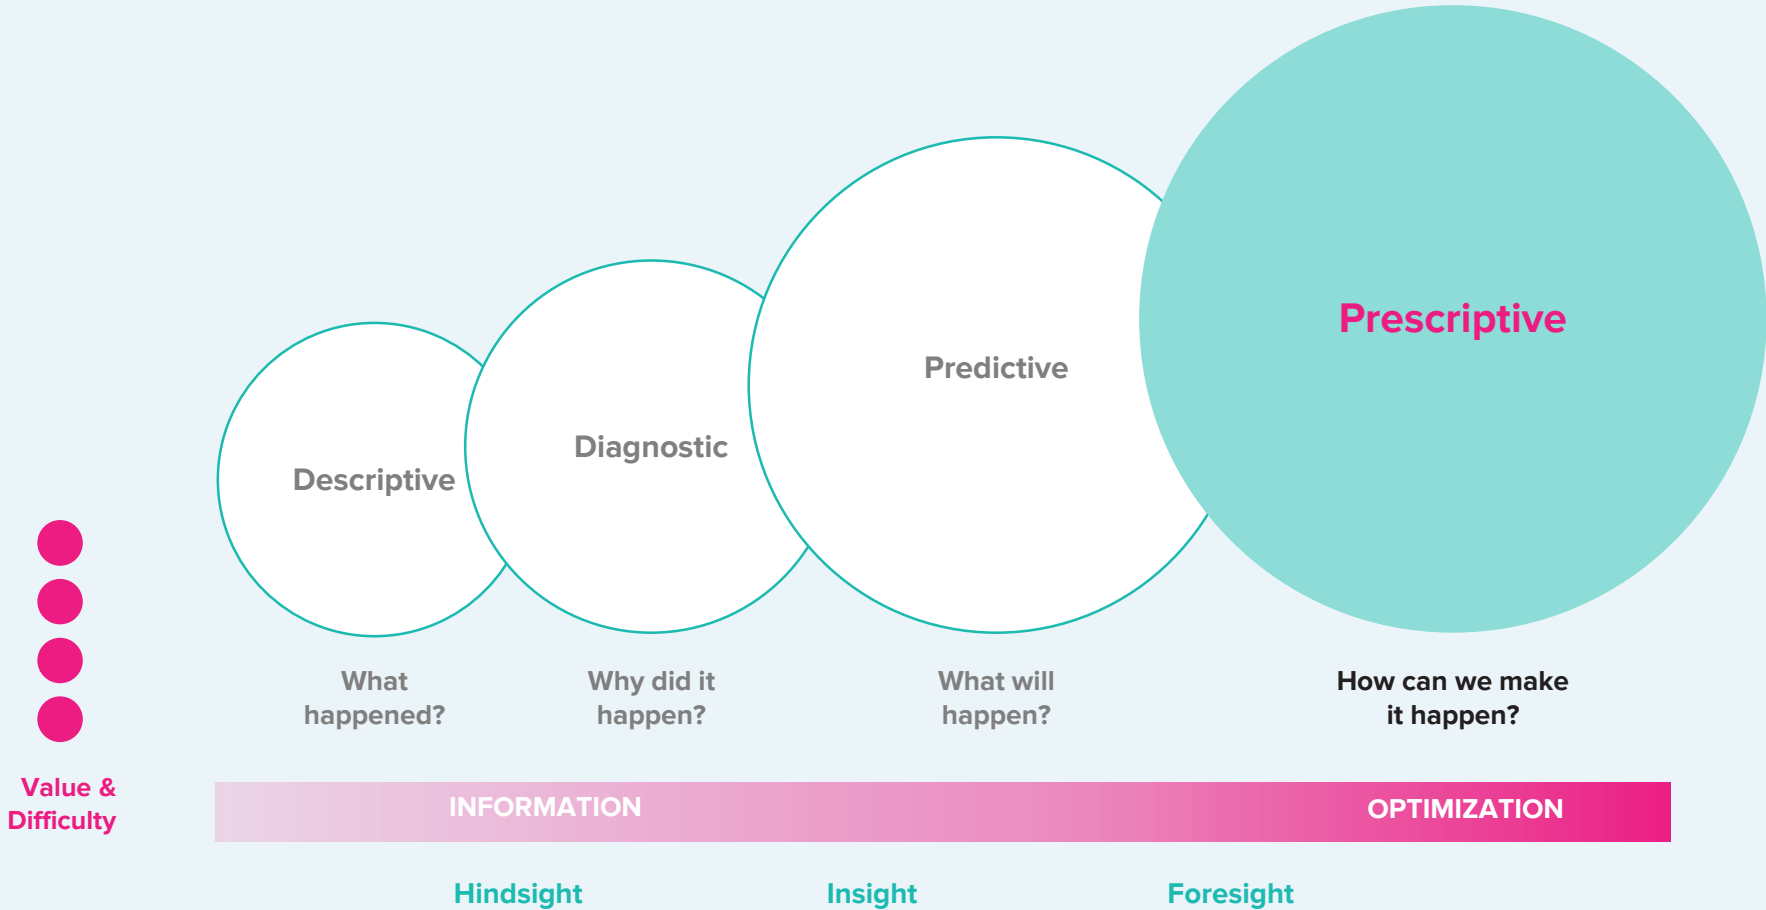 Prescriptive
Predictive
Diagnostic
Descriptive
What
happened?
Why did it
happen?
What will
happen?
How can we make
it happen?
Value &
Difficulty
INFORMATION
OPTIMIZATION
Hindsight
Insight
Foresight